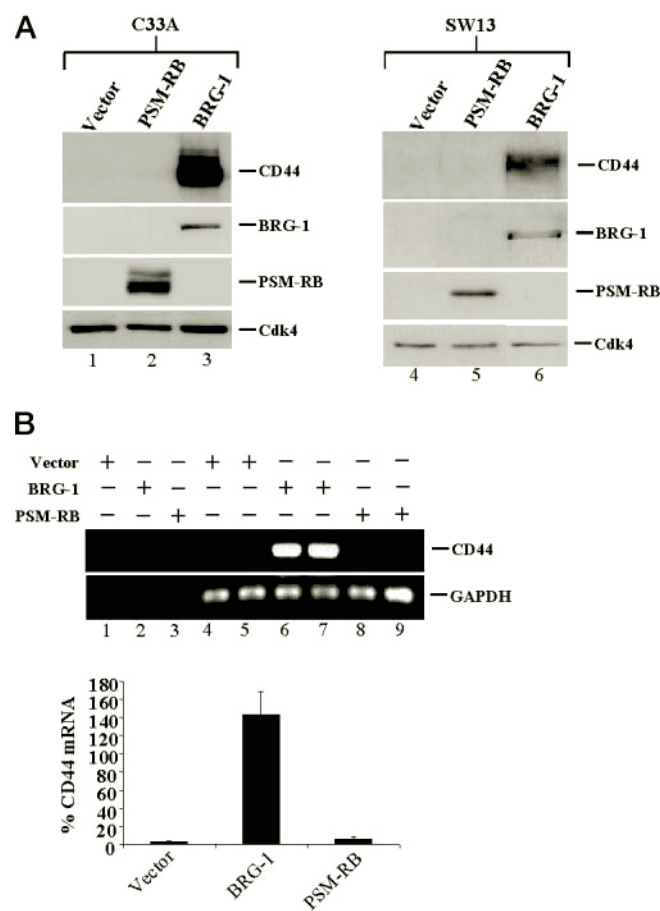 A
C33A
SW13
Vector PSM-RB BRG-1
Vector PSM-RB BRG-1
CD44
CD44
BRG-1
BRG-1
PSM-RB
PSM-RB
Cdk4
Cdk4
1 2 3
4 5 6
B
Vector + − − + + − − − −
BRG-1 − + − − − + + − −
PSM-RB − − + − − − − + +
CD44
GAPDH
1 2 3 4 5 6 7 8 9
% CD44 mRNA
180
160
140
120
100
80
60
40
20
0
Vector
BRG-1
PSM-RB